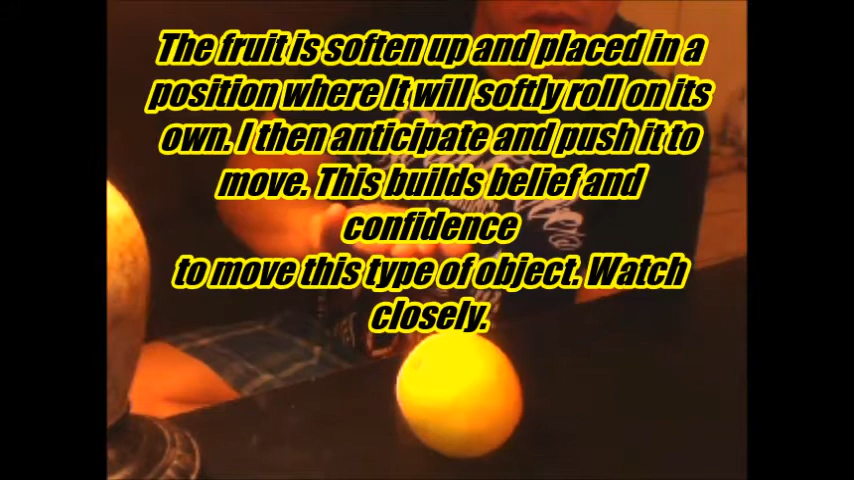 The fruit is soften up and placed in a
position where It will softly roll on its
own. I then anticipate and push it to
move. This builds belief and
confidence
to move this type of object. Watch
closely.